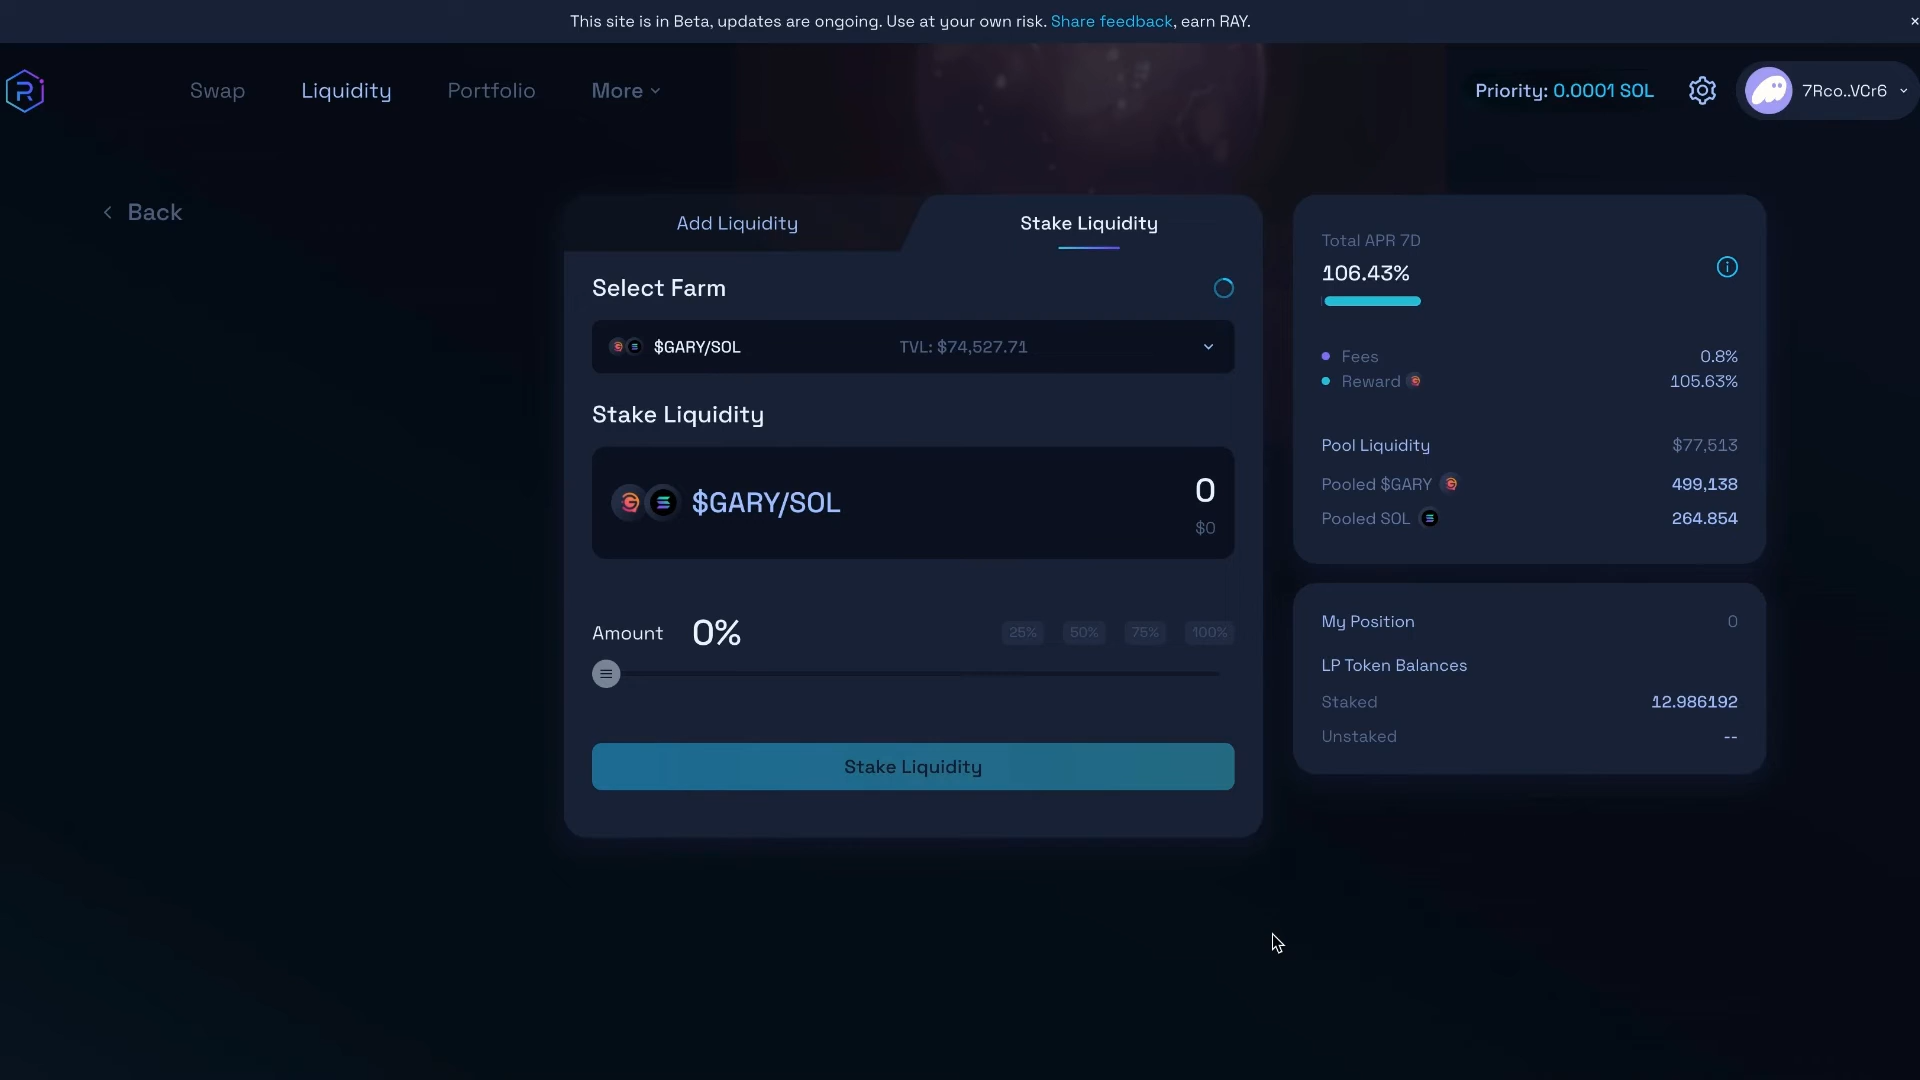 This site is in Beta, updates are ongoing. Use at your own risk. Share feedback, earn RAY.
Swap
Liquidity
Portfolio
More
Priority: 0.0001 SOL
7Rco..VCr6
Back
Add Liquidity
Stake Liquidity
Select Farm
$GARY/SOL
TVL: $74,527.71
Stake Liquidity
$GARY/SOL
0
$0
Amount
0%
25%
50%
75%
100%
Stake Liquidity
Total APR 7D
106.43%
Fees
0.8%
Reward
105.63%
Pool Liquidity
$77,513
Pooled $GARY
499,138
Pooled SOL
264.854
My Position
0
LP Token Balances
Staked
12.986192
Unstaked
--